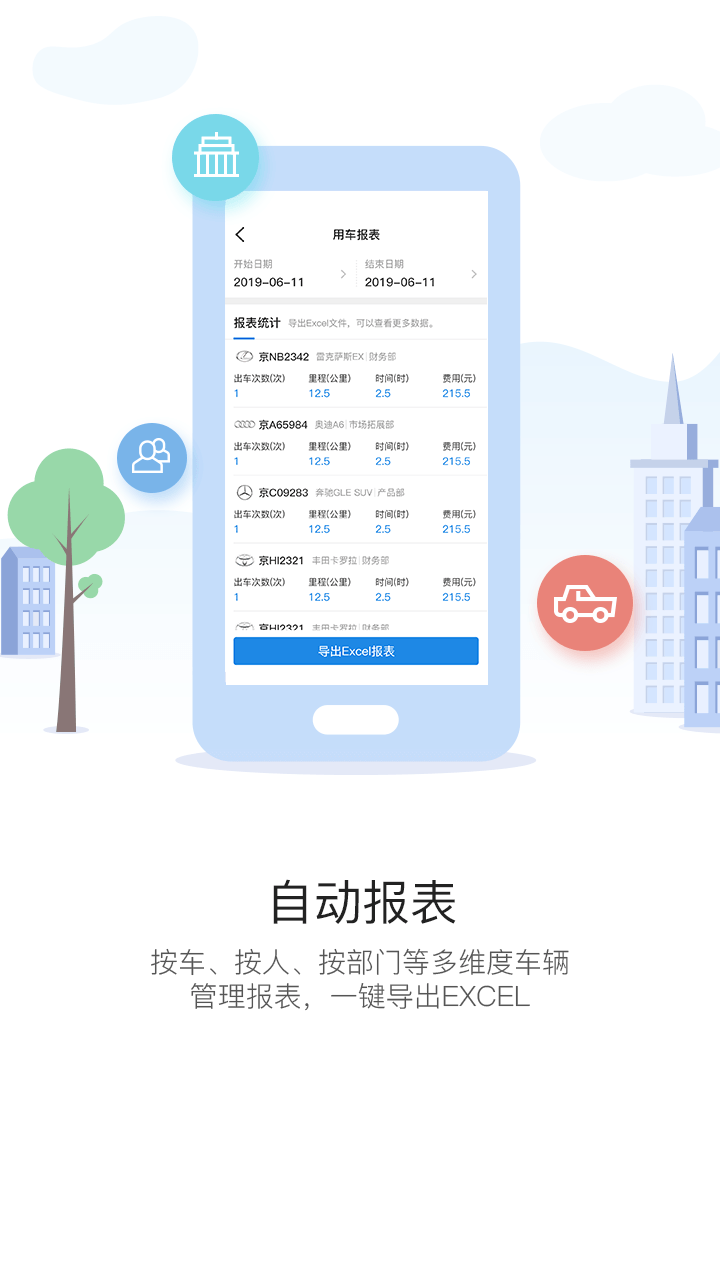 用车报表
开始日期 结束日期
2019-06-11 2019-06-11
报表统计 导出Excel文件，可以查看更多数据。
京NB2342 雷克萨斯EX 财务部
出车次数(次) 里程(公里) 时间(时) 费用(元)
1 12.5 2.5 215.5
京A65984 奥迪A6 市场拓展部
出车次数(次) 里程(公里) 时间(时) 费用(元)
1 12.5 2.5 215.5
京C09283 奔驰GLE SUV 产品部
出车次数(次) 里程(公里) 时间(时) 费用(元)
1 12.5 2.5 215.5
京HI2321 丰田卡罗拉 财务部
出车次数(次) 里程(公里) 时间(时) 费用(元)
1 12.5 2.5 215.5
京HI2321 丰田卡罗拉 财务部
导出Excel报表
自动报表
按车、按人、按部门等多维度车辆
管理报表，一键导出EXCEL